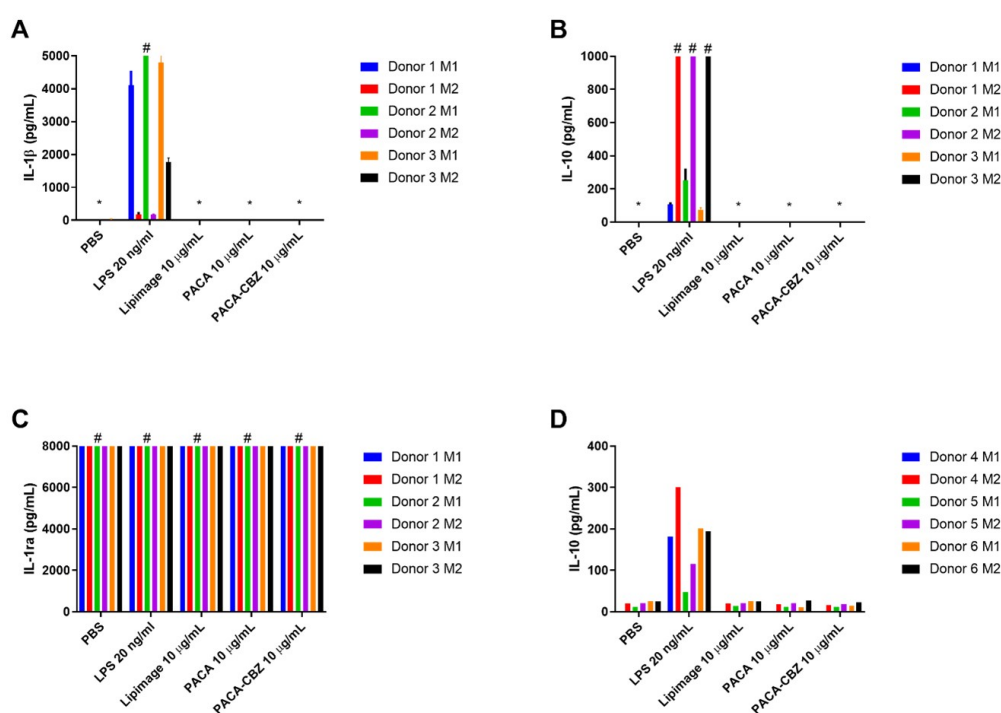 A
#
5000
4000
3000
2000
1000
0
IL-1β (pg/mL)
* * * *
PBS
LPS 20 ng/ml
Lipimage 10 μg/mL
PACA 10 μg/mL
PACA-CBZ 10 μg/mL
Donor 1 M1
Donor 1 M2
Donor 2 M1
Donor 2 M2
Donor 3 M1
Donor 3 M2
B
# # #
1000
800
600
400
200
0
IL-10 (pg/mL)
* * * *
PBS
LPS 20 ng/ml
Lipimage 10 μg/mL
PACA 10 μg/mL
PACA-CBZ 10 μg/mL
Donor 1 M1
Donor 1 M2
Donor 2 M1
Donor 2 M2
Donor 3 M1
Donor 3 M2
C
# # # # #
8000
6000
4000
2000
0
IL-1ra (pg/mL)
PBS
LPS 20 ng/ml
Lipimage 10 μg/mL
PACA 10 μg/mL
PACA-CBZ 10 μg/mL
Donor 1 M1
Donor 1 M2
Donor 2 M1
Donor 2 M2
Donor 3 M1
Donor 3 M2
D
400
300
200
100
0
IL-10 (pg/mL)
PBS
LPS 20 ng/mL
Lipimage 10 μg/mL
PACA 10 μg/mL
PACA-CBZ 10 μg/mL
Donor 4 M1
Donor 4 M2
Donor 5 M1
Donor 5 M2
Donor 6 M1
Donor 6 M2